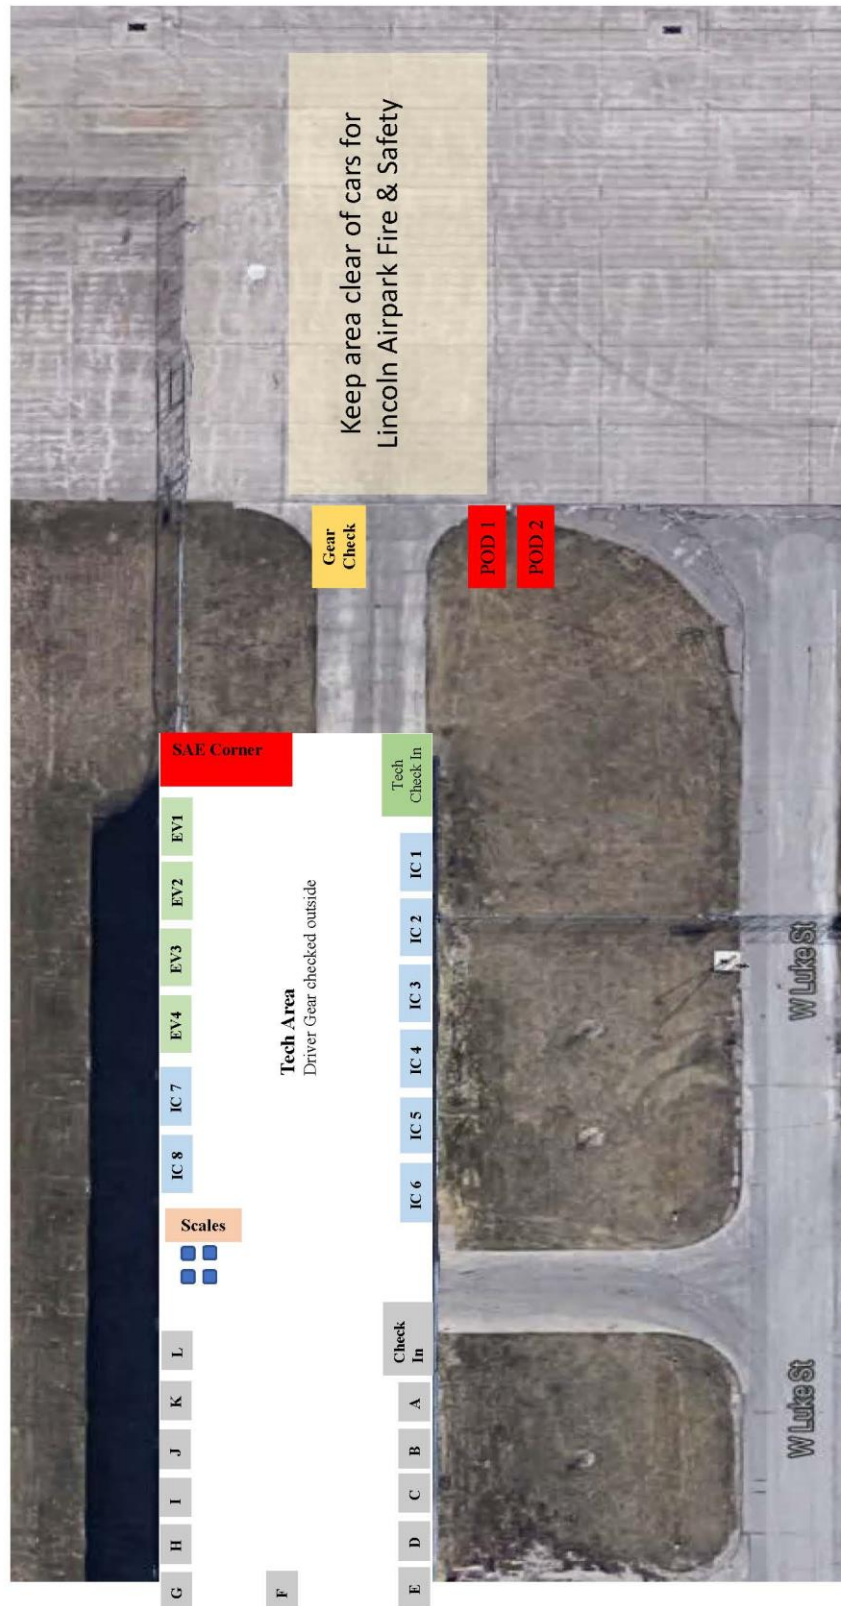 Keep area clear of cars for
Lincoln Airpark Fire & Safety
Gear
Check
POD 1
POD 2
SAE Corner
Tech
Check In
EV1
EV2
EV3
EV4
IC 7
IC 8
IC 1
IC 2
IC 3
IC 4
IC 5
IC 6
Tech Area
Driver Gear checked outside
W Luke St
Scales
Check
In
L
K
J
I
H
G
F
A
B
C
D
E
W Luke St